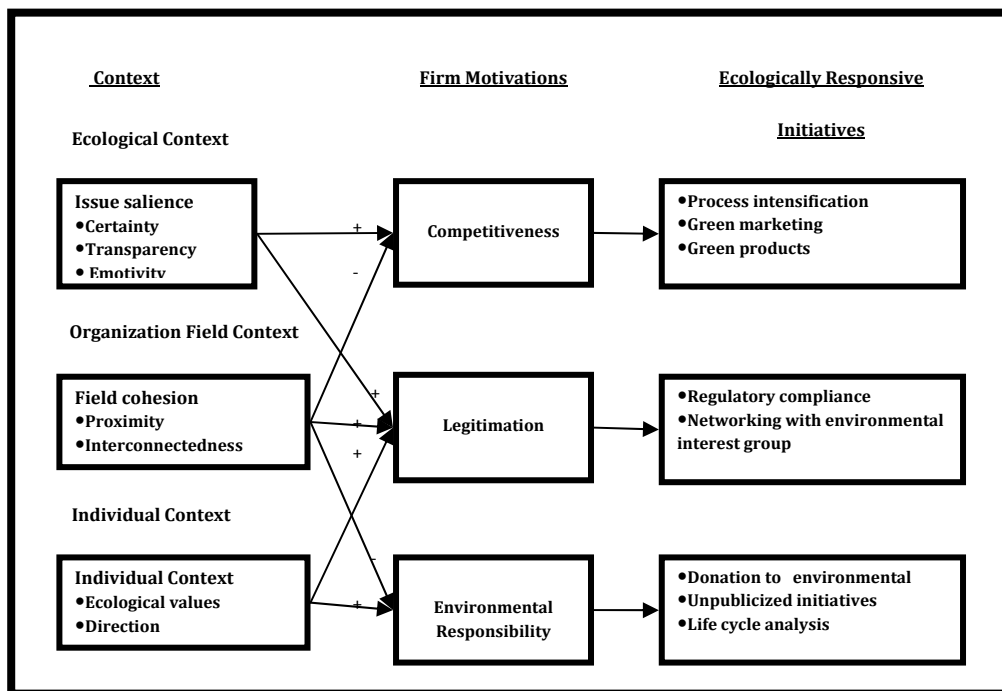 Context
Firm Motivations
Ecologically Responsive
Initiatives
Ecological Context
Issue salience
•Certainty
•Transparency
• Emotivity
+
-
Competitiveness
•Process intensification
•Green marketing
•Green products
Organization Field Context
Field cohesion
•Proximity
•Interconnectedness
+
+
+
Legitimation
•Regulatory compliance
•Networking with environmental
interest group
Individual Context
Individual Context
•Ecological values
•Direction
-
+
Environmental
Responsibility
•Donation to environmental
•Unpublicized initiatives
•Life cycle analysis